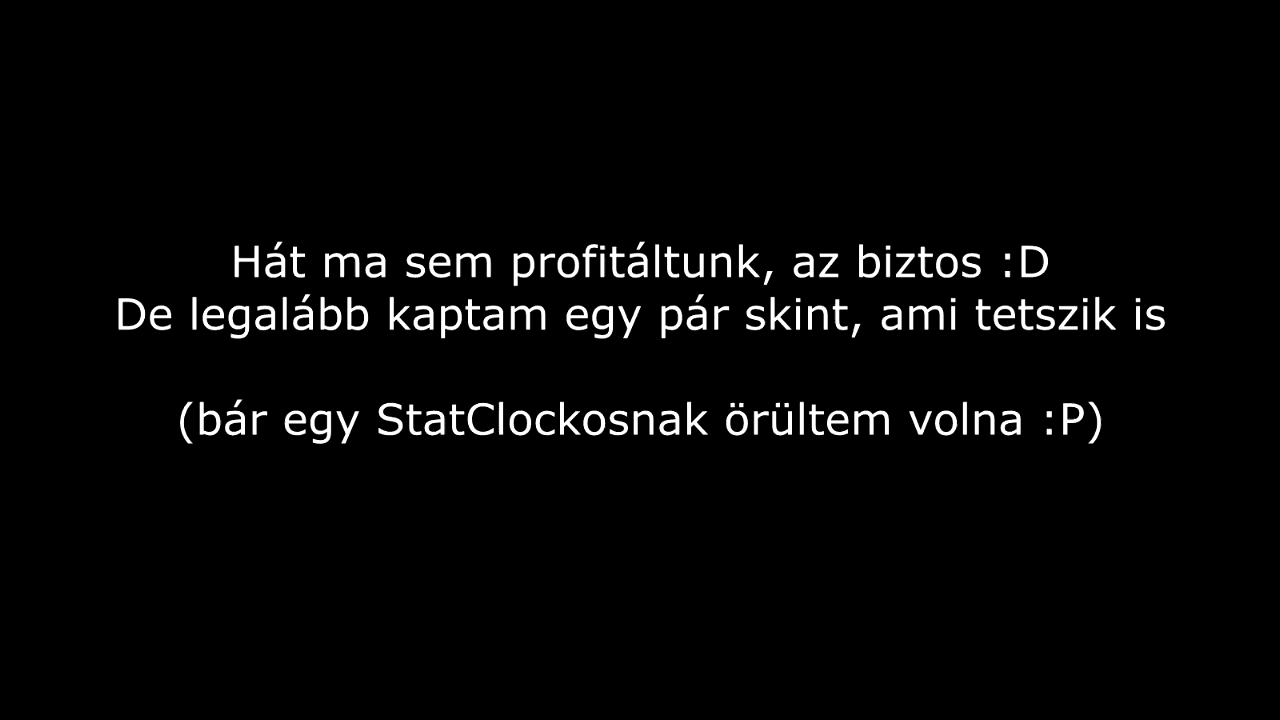 Hát ma sem profitáltunk, az biztos :D
De legalább kaptam egy pár skint, ami tetszik is
(bár egy StatClockosnak örültem volna :P)